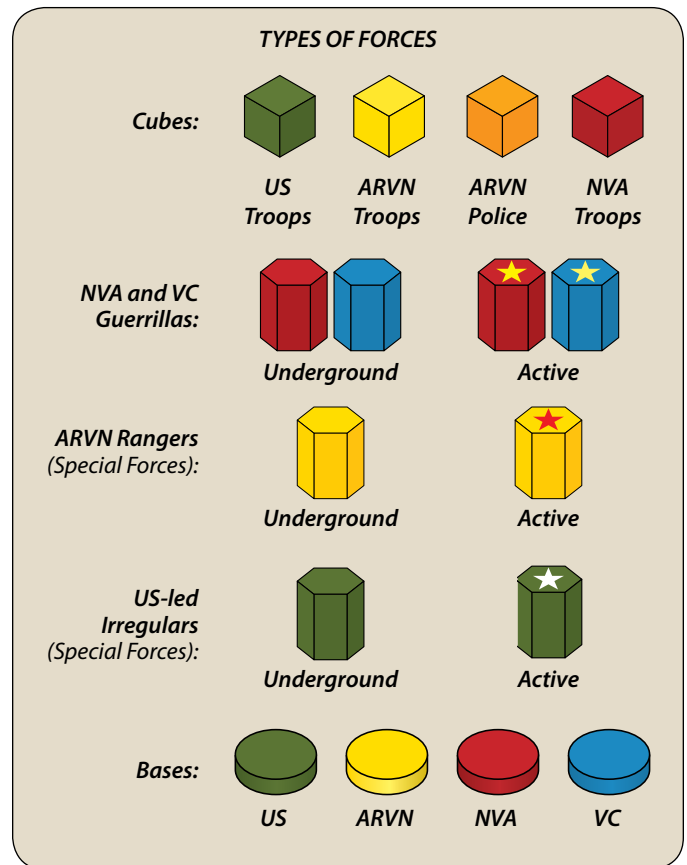 TYPES OF FORCES
Cubes:
US
Troops
ARVN
Troops
ARVN
Police
NVA
Troops
NVA and VC
Guerrillas:
Underground
Active
ARVN Rangers
(Special Forces):
Underground
Active
US-led
Irregulars
(Special Forces):
Underground
Active
Bases:
US
ARVN
NVA
VC